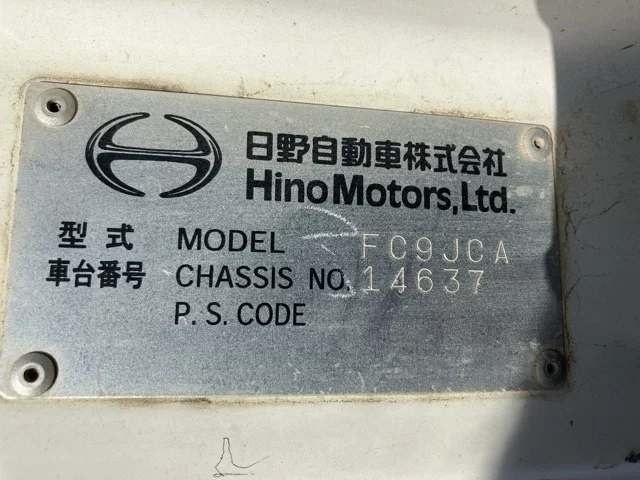 日野自動車株式会社
Hino Motors, Ltd.
型式 MODEL FC9JCA
車台番号 CHASSIS NO. 14637
P.S.CODE